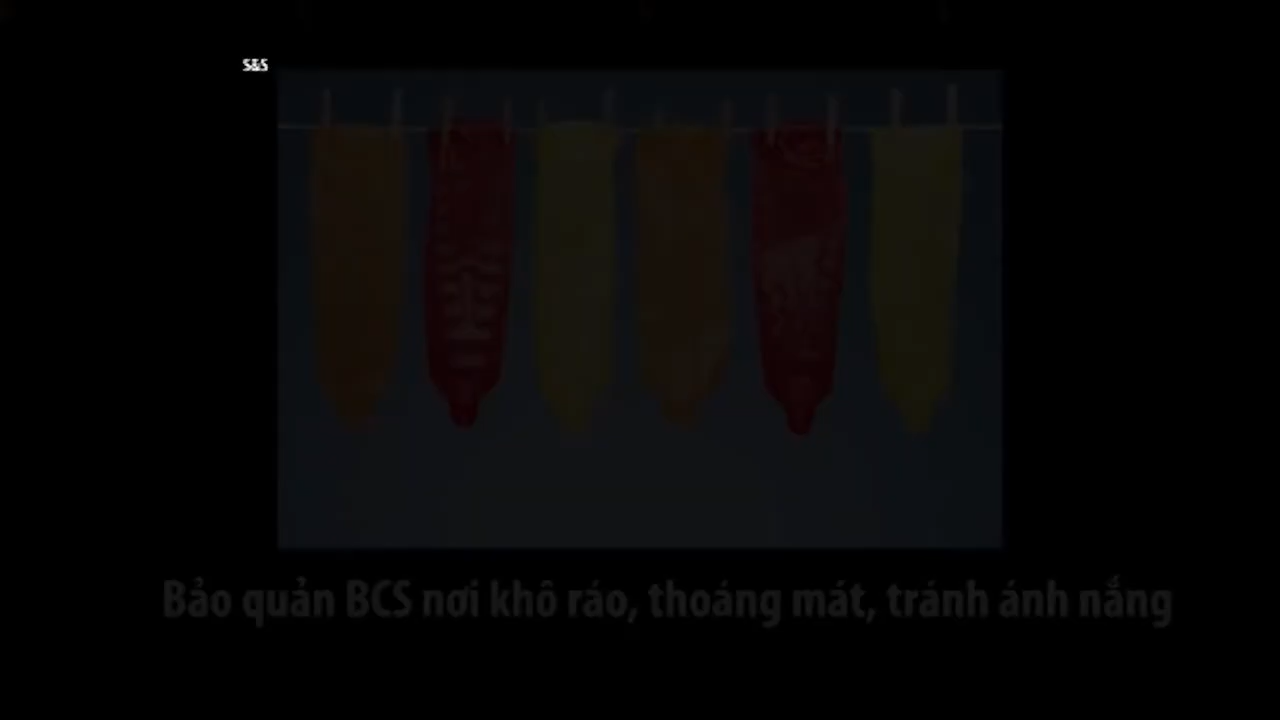 S&S
Bảo quản BCS nơi khô ráo, thoáng mát, tránh ánh nắng